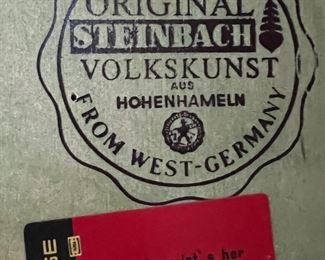 ORIGINAL
STEINBACH
VOLKSKUNST
AUS
HOHENHAMELN
FROM WEST-GERMANY